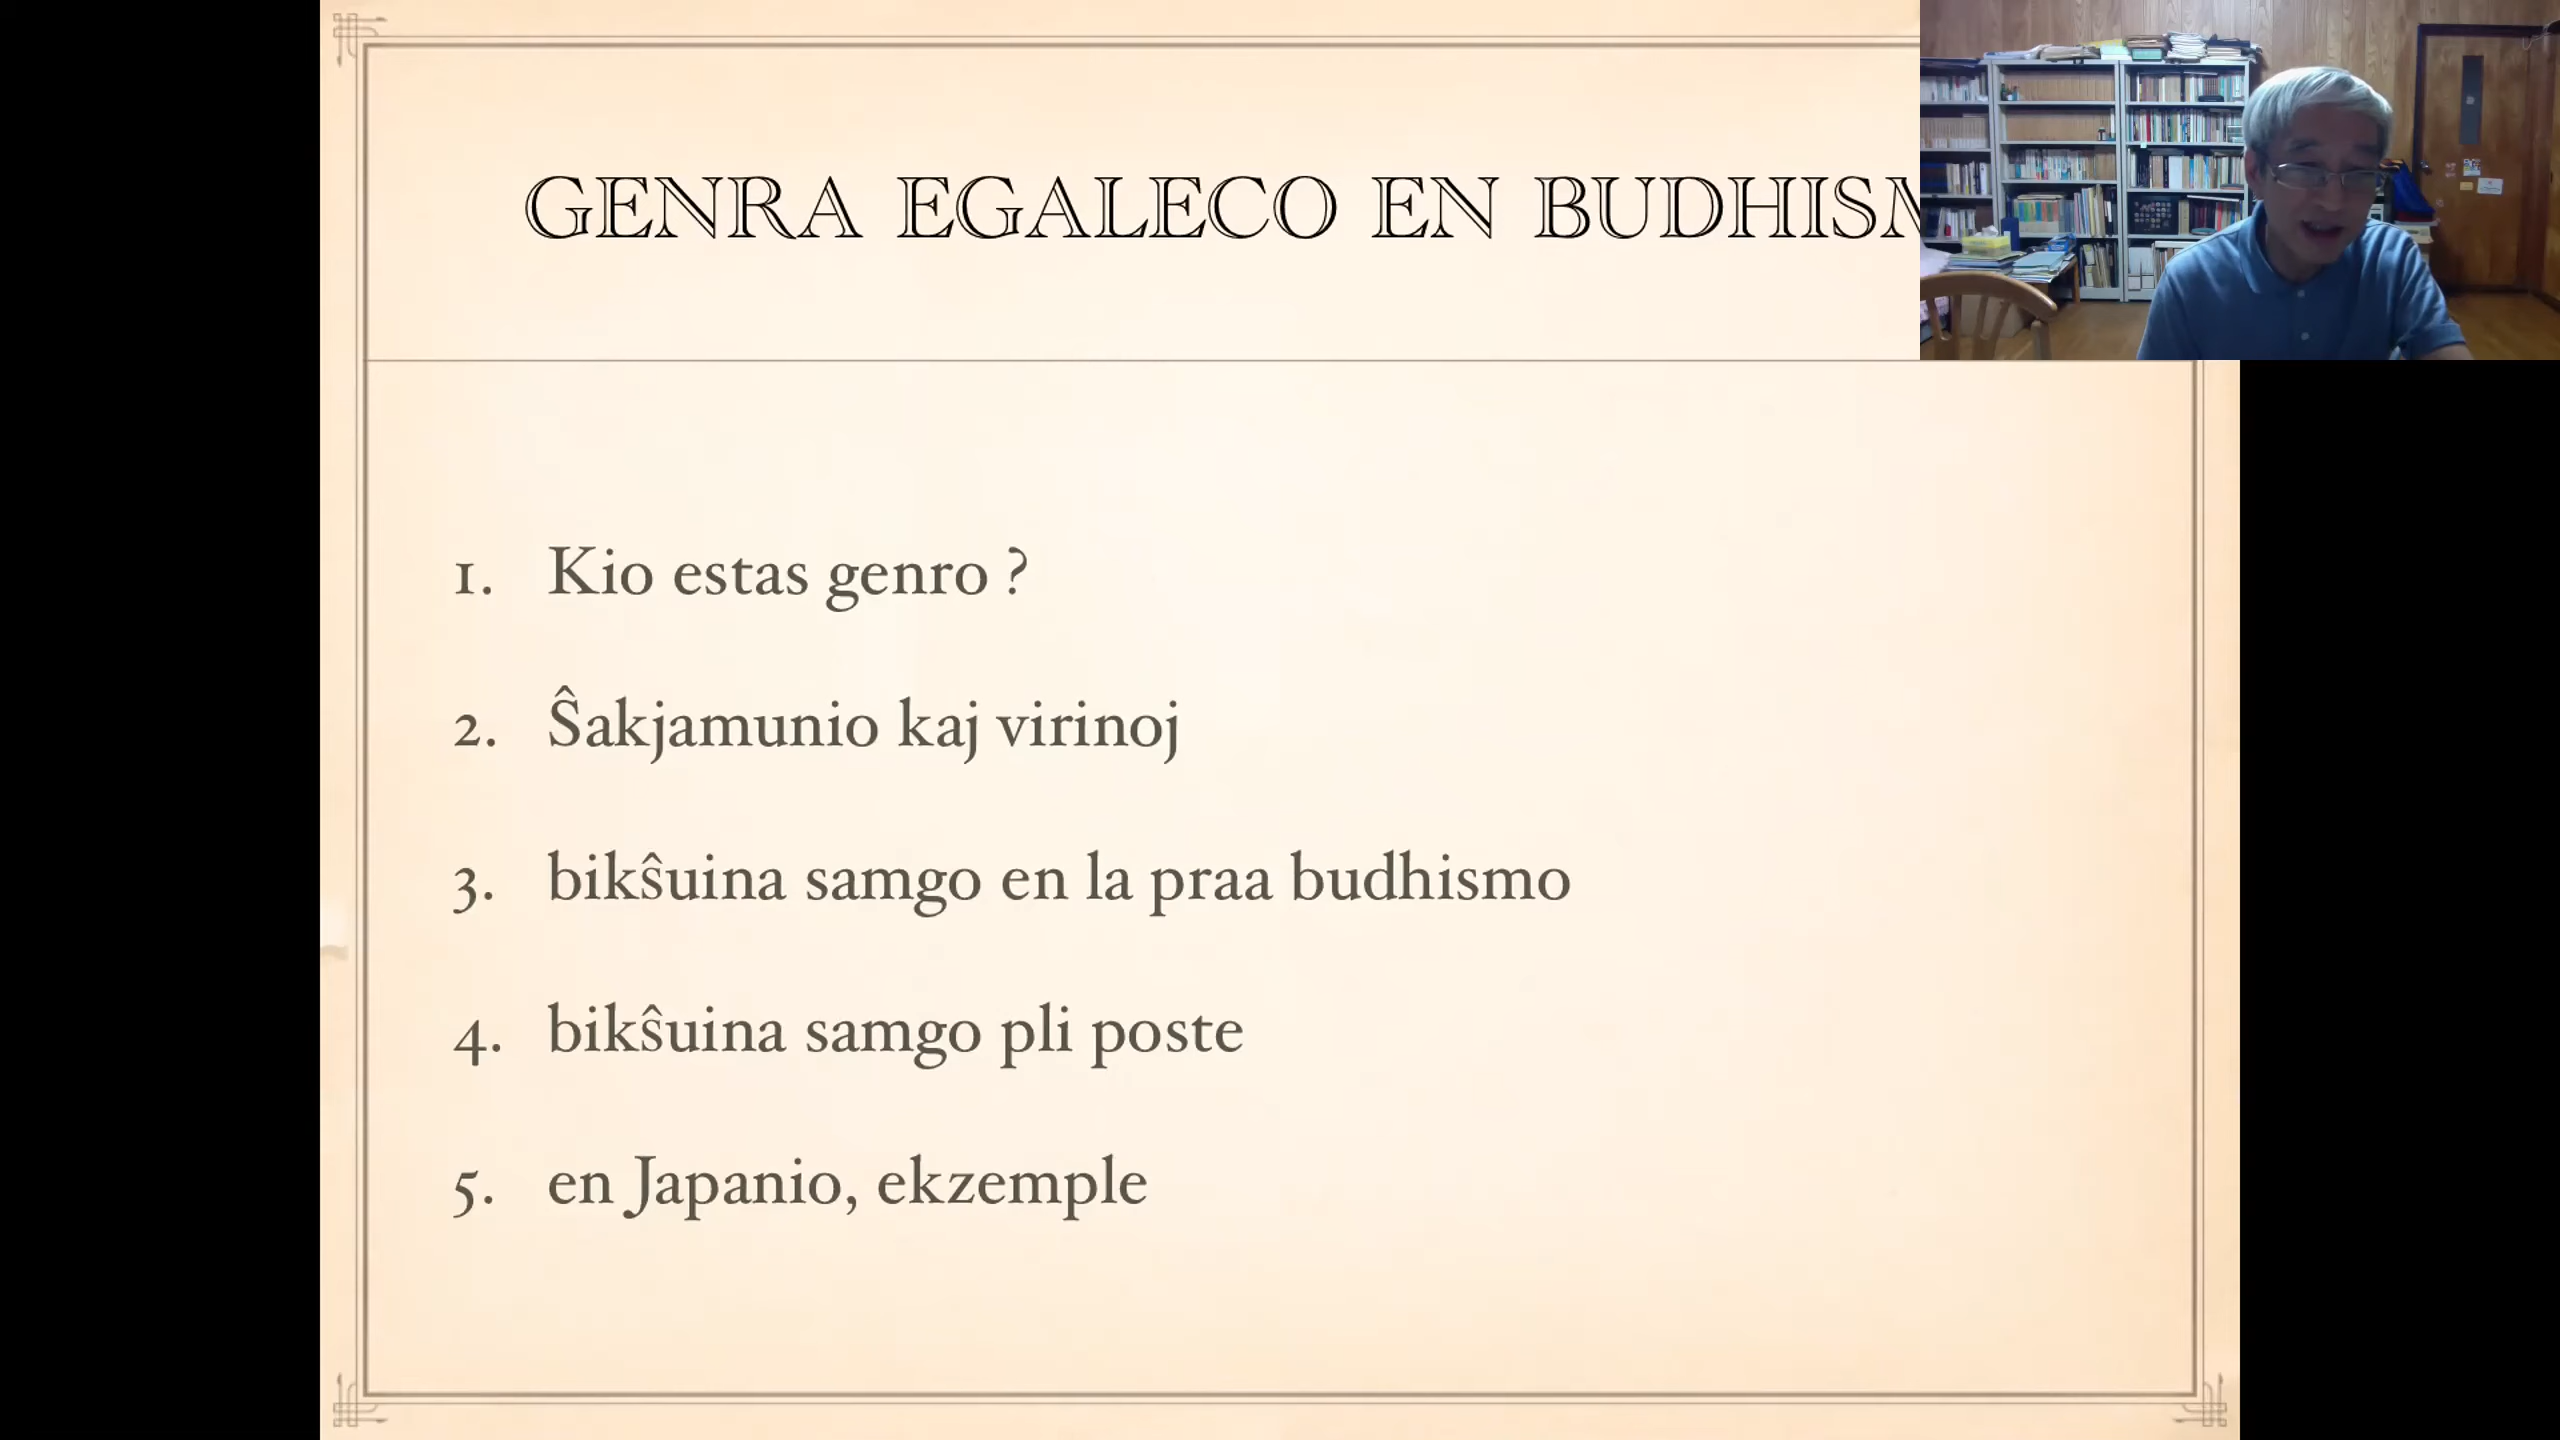 GENRA EGALECO EN
1. Kio estas genro ?
2. Ŝakjamunio kaj virinoj
3. bikŝuina samgo en la praa budhismo
4. bikŝuina samgo pli poste
5. en Japanio, ekzemple